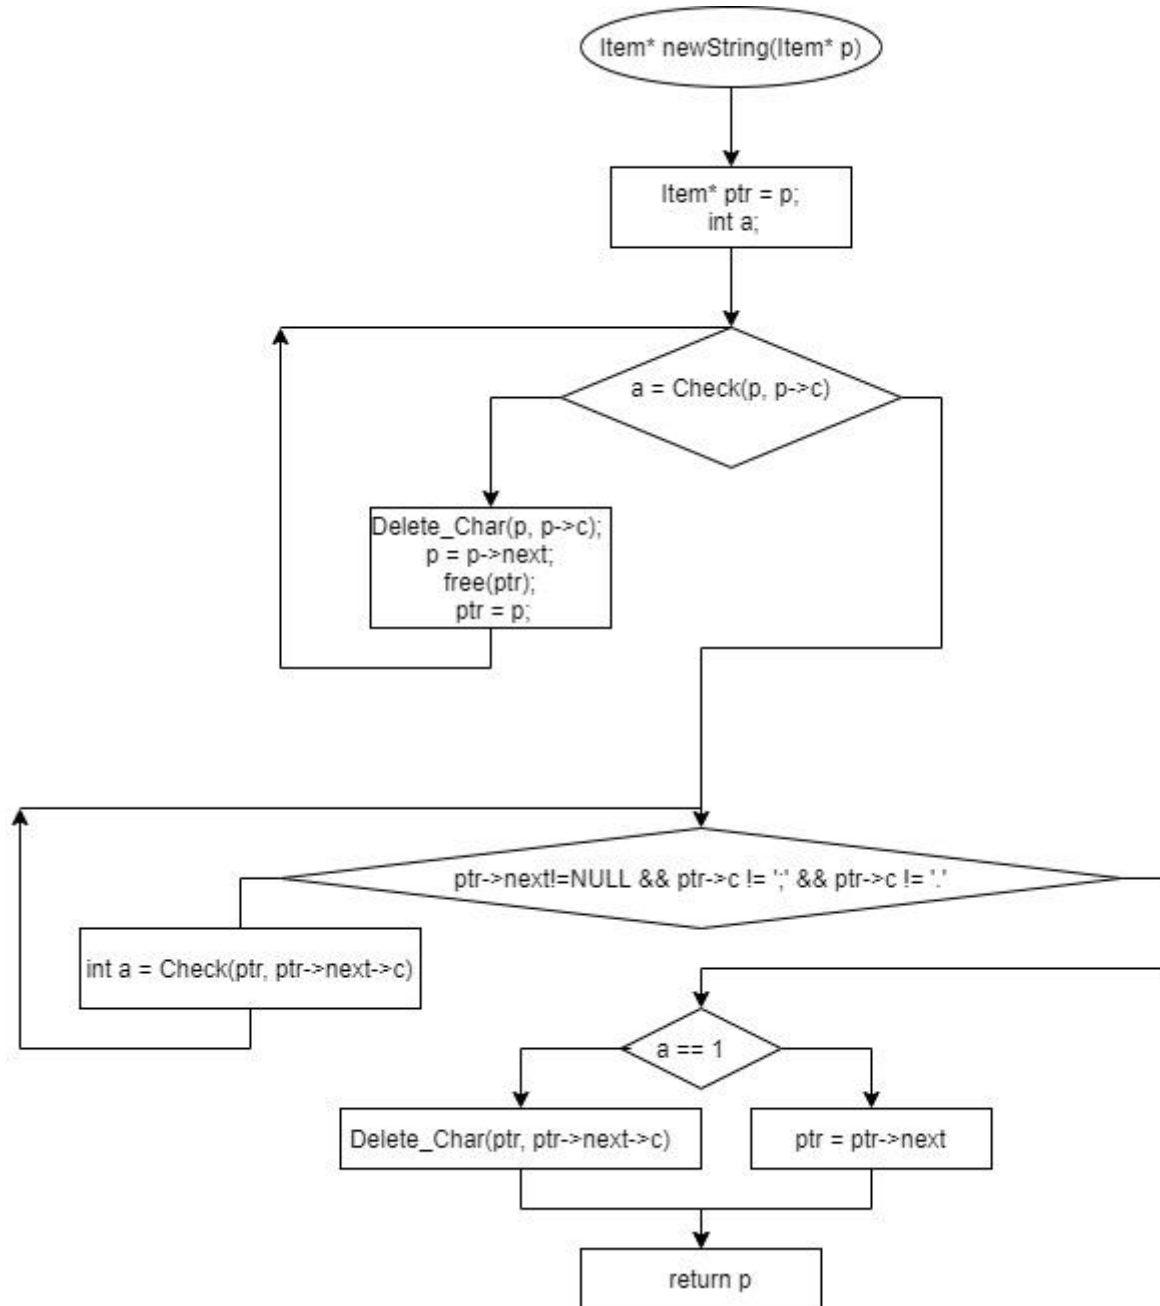 Item* newString(Item* p)
Item* ptr = p;
int a;
a = Check(p, p->c)
Delete_Char(p, p->c);
p = p->next;
free(ptr);
ptr = p;
ptr->next!=NULL && ptr->c != ';' && ptr->c != '.'
int a = Check(ptr, ptr->next->c)
a == 1
Delete_Char(ptr, ptr->next->c)
ptr = ptr->next
return p